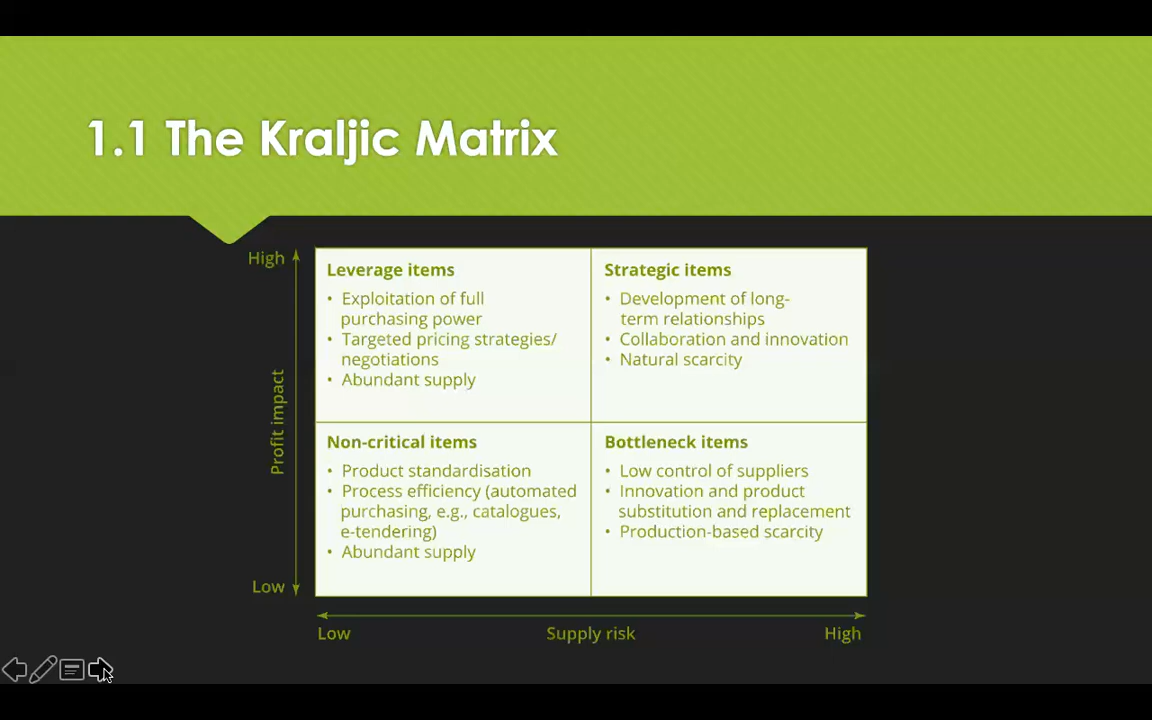 1.1 The Kraljic Matrix
High
Leverage items
• Exploitation of full
purchasing power
• Targeted pricing strategies/
negotiations
• Abundant supply
Strategic items
• Development of long-
term relationships
• Collaboration and innovation
• Natural scarcity
Profit impact
Non-critical items
• Product standardisation
• Process efficiency (automated
purchasing, e.g., catalogues,
e-tendering)
• Abundant supply
Bottleneck items
• Low control of suppliers
• Innovation and product
substitution and replacement
• Production-based scarcity
Low
Low
Supply risk
High